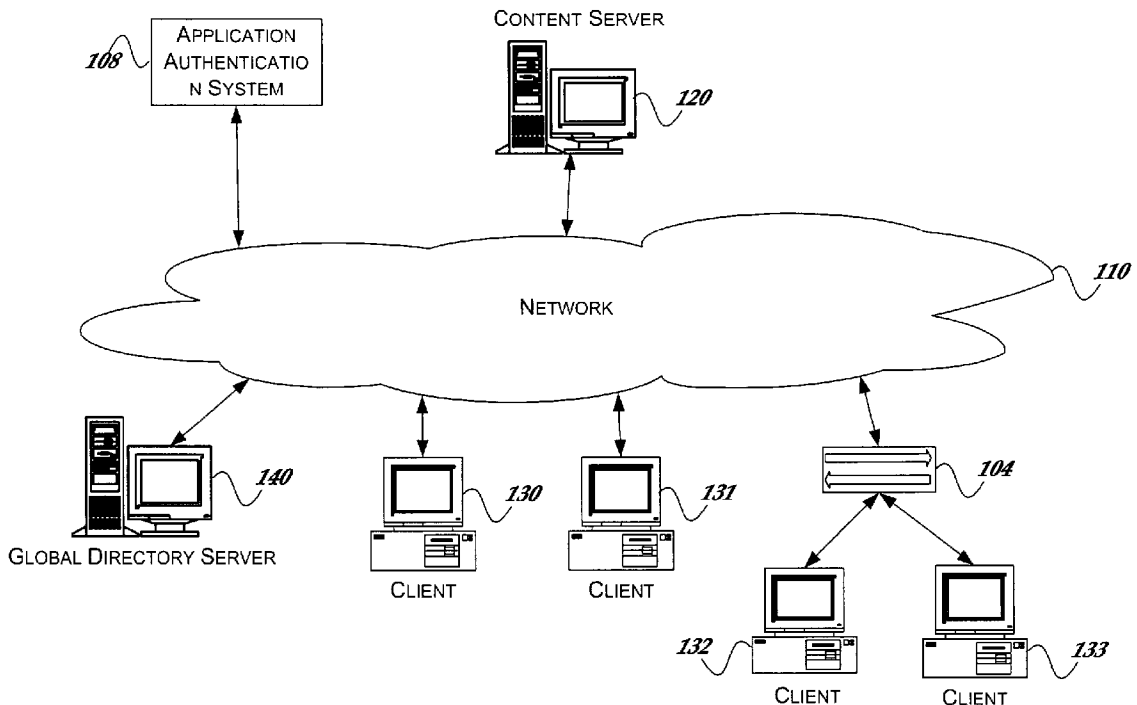 CONTENT SERVER
108
APPLICATION
AUTHENTICATIO
N SYSTEM
120
110
NETWORK
140
130
131
104
GLOBAL DIRECTORY SERVER
CLIENT
CLIENT
132
133
CLIENT
CLIENT